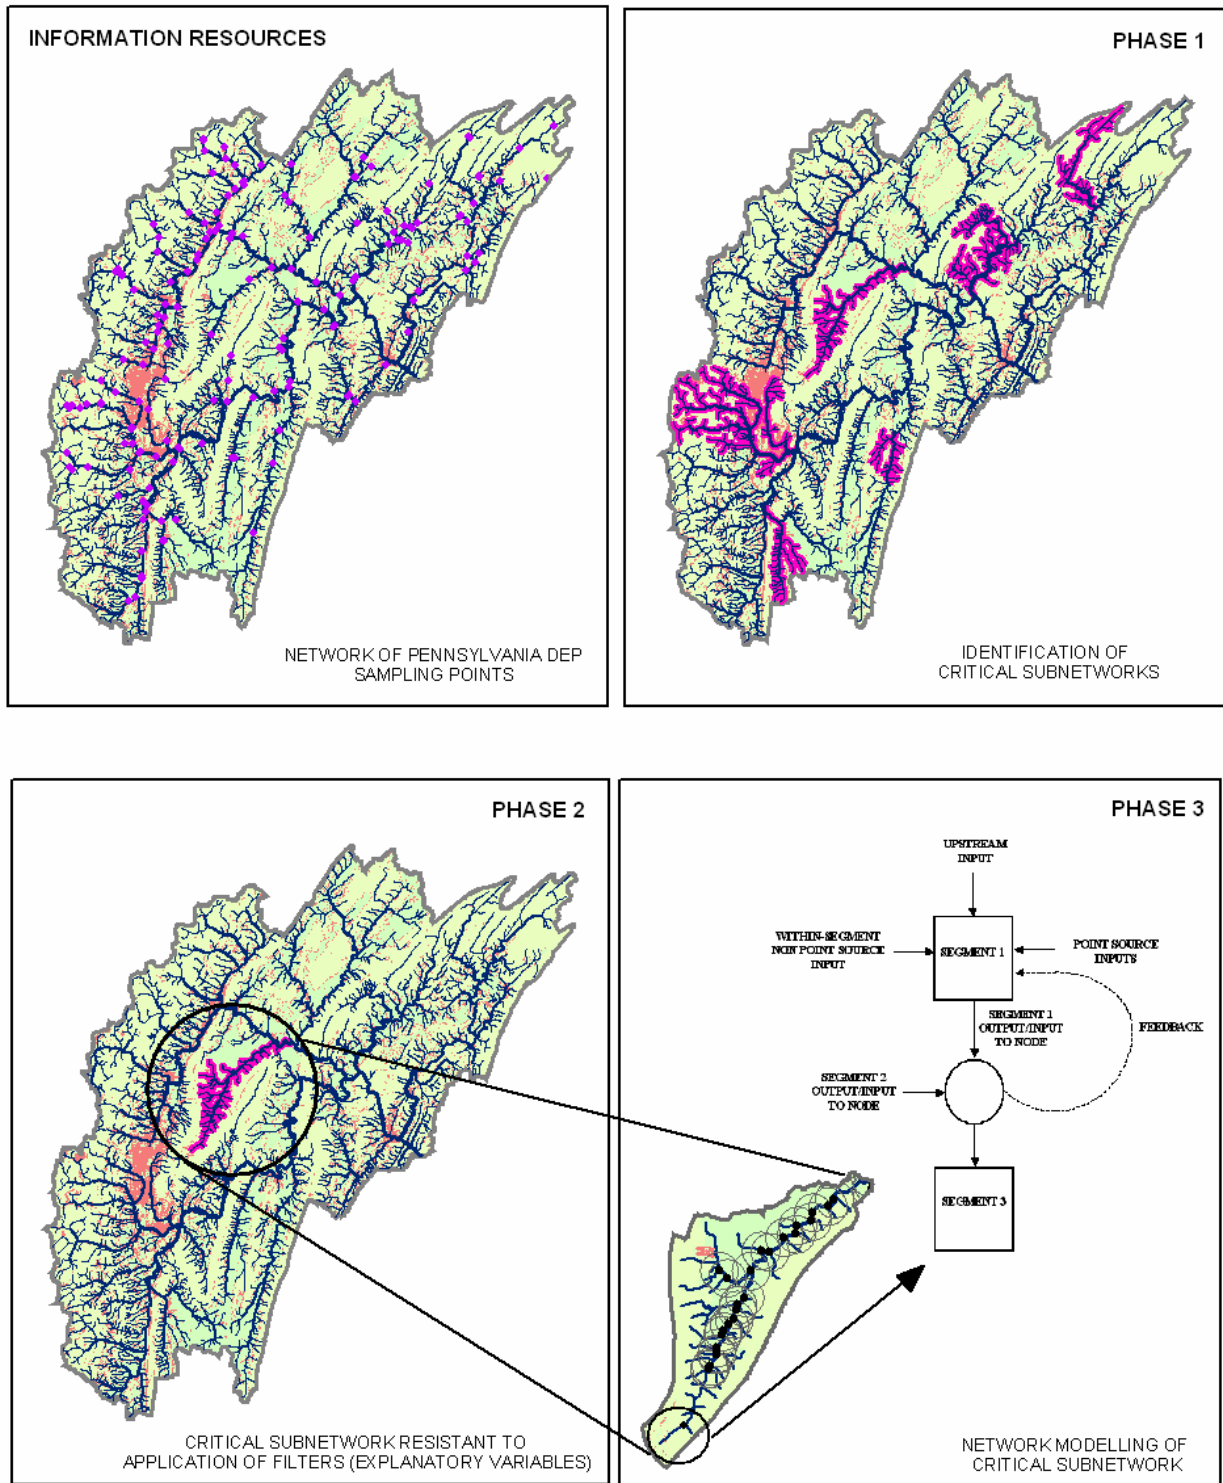 INFORMATION RESOURCES
NETWORK OF PENNSYLVANIA DEP
SAMPLING POINTS
PHASE 1
IDENTIFICATION OF
CRITICAL SUBNETWORKS
PHASE 2
CRITICAL SUBNETWORK RESISTANT TO
APPLICATION OF FILTERS (EXPLANATORY VARIABLES)
PHASE 3
UPSTREAM
INPUT
WITHIN-SEGMENT
NON POINT SOURCE
INPUT
SEGMENT 1
POINT SOURCE
INPUTS
SEGMENT 1
OUTPUT/INPUT
TO NODE
FEEDBACK
SEGMENT 2
OUTPUT/INPUT
TO NODE
SEGMENT 3
NETWORK MODELLING OF
CRITICAL SUBNETWORK